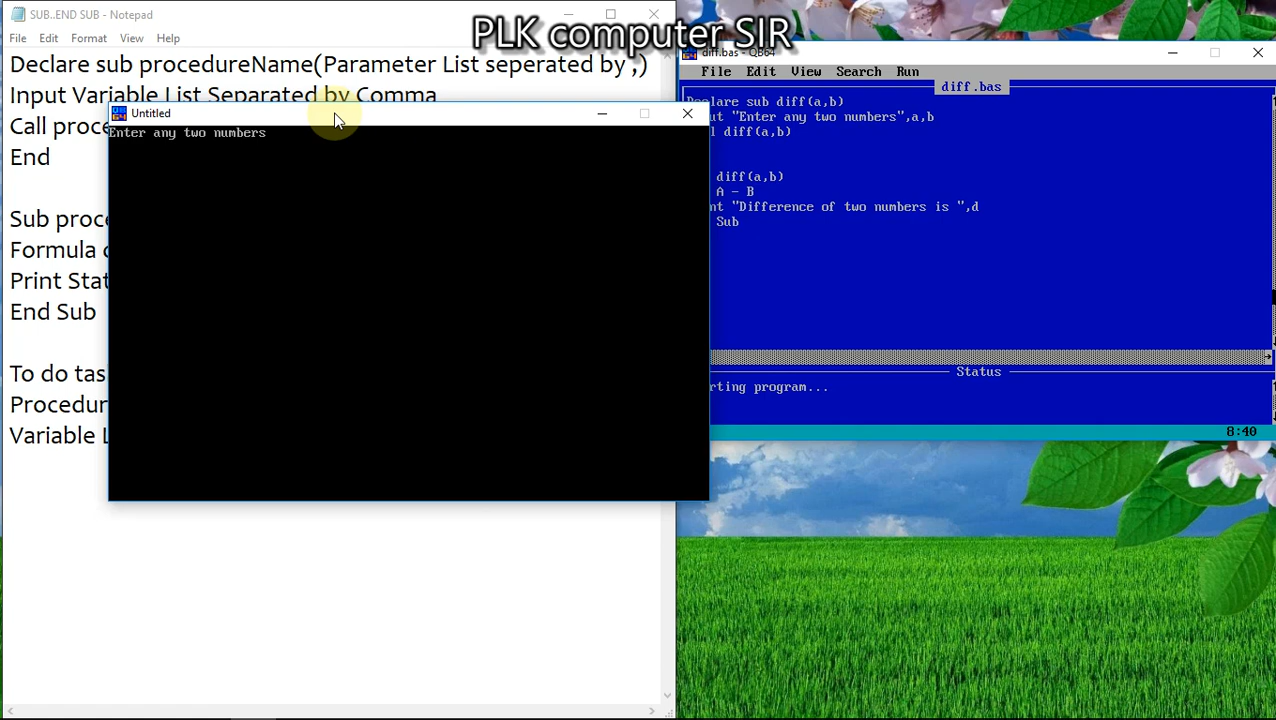 SUB..END SUB - Notepad
PLK computer SIR
File Edit Format View Help
Declare sub procedureName(Parameter List seperated by ,)
Input Variable List Separated by Comma
Call proce
End
Sub proce
Formula
Print Stat
End Sub
To do tas
Procedur
Variable L
Untitled
Enter any two numbers
diff.bas - QB64
File Edit View Search Run
diff.bas
Declare sub diff(a,b)
ut "Enter any two numbers",a,b
l diff(a,b)
diff(a,b)
A - B
nt "Difference of two numbers is ",d
Sub
Status
rting program...
8:40